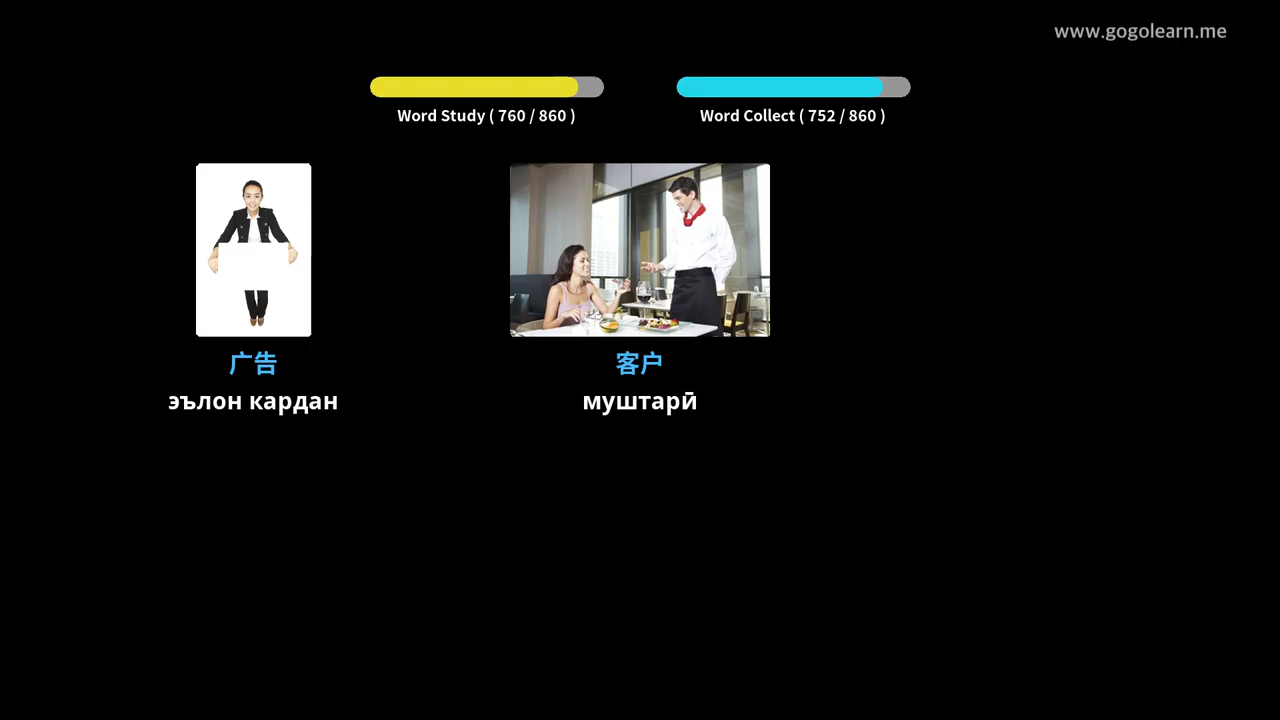 www.gogolearn.me
Word Study ( 760 / 860 )
Word Collect ( 752 / 860 )
广告
эълон кардан
客户
муштарӣ